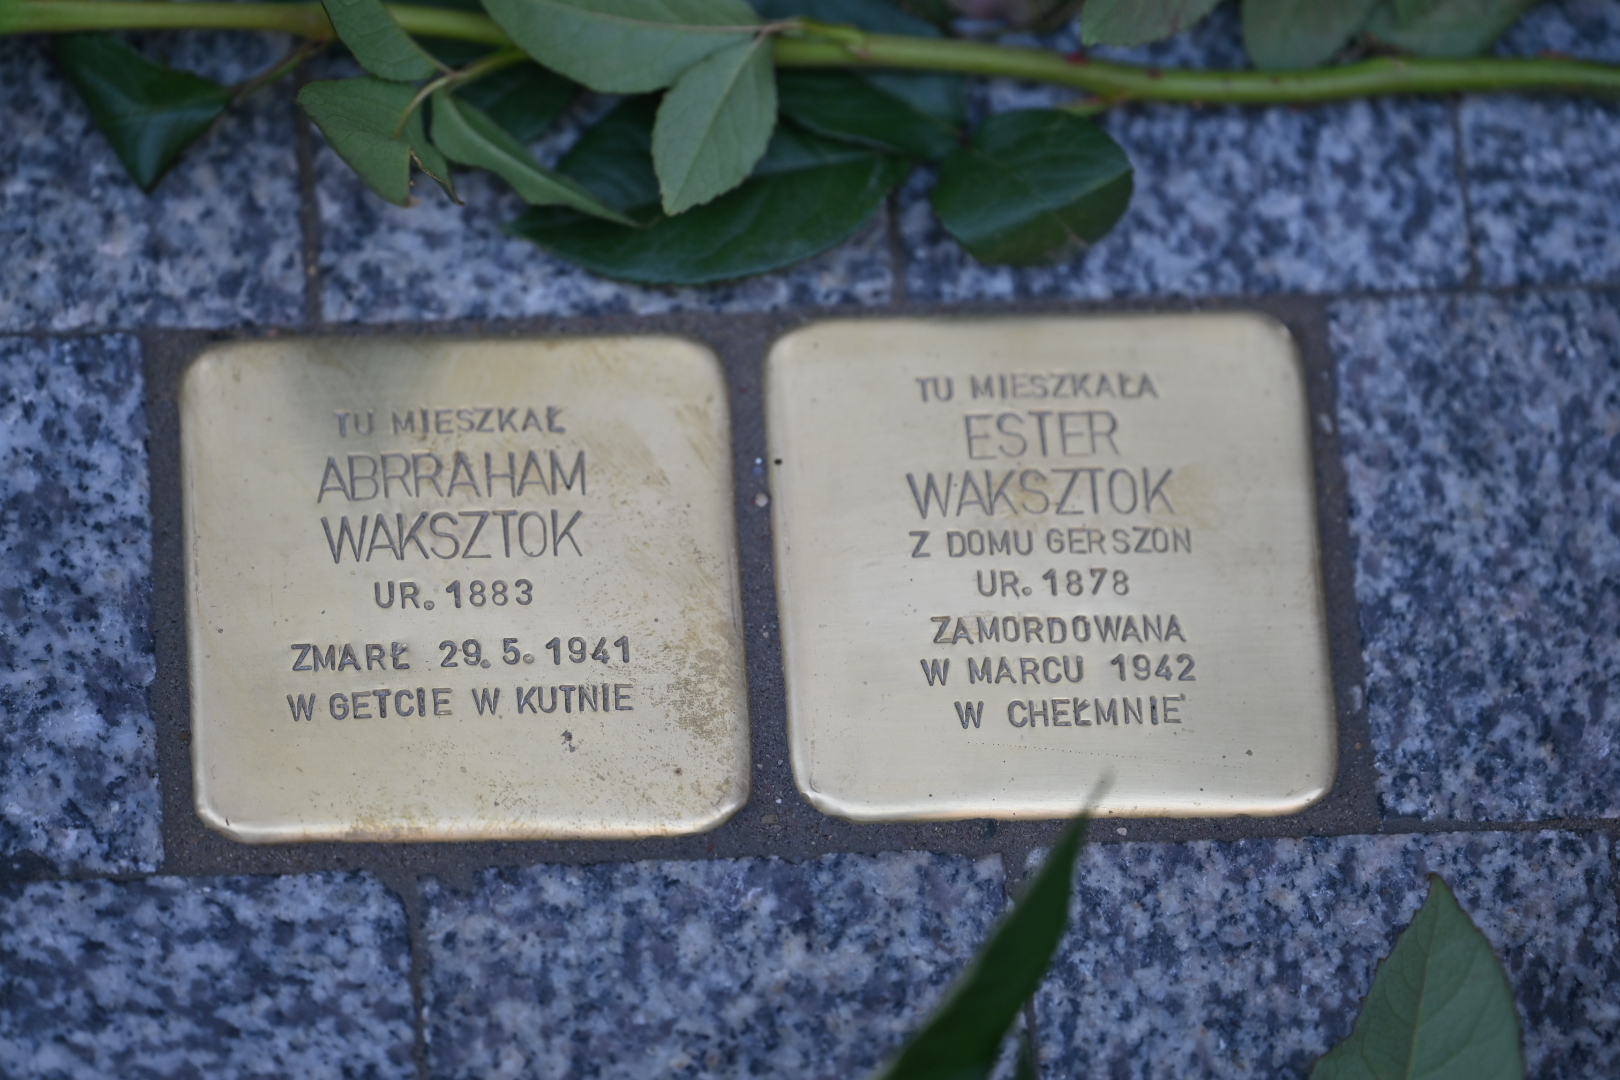 TU MIESZKAŁ
ABRRAHAM
WAKSZTOK
UR. 1883
ZMARŁ 29.5.1941
W GETCIE W KUTNIE
TU MIESZKAŁA
ESTER
WAKSZTOK
Z DOMU GERSZON
UR. 1878
ZAMORDOWANA
W MARCU 1942
W CHEŁMNIE